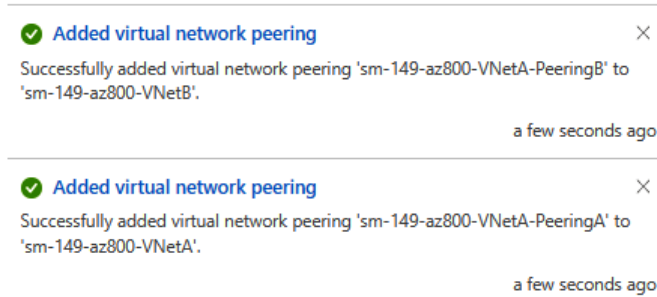 Added virtual network peering
Successfully added virtual network peering 'sm-149-az800-VNetA-PeeringB' to
'sm-149-az800-VNetB'.
a few seconds ago
Added virtual network peering
Successfully added virtual network peering 'sm-149-az800-VNetA-PeeringA' to
'sm-149-az800-VNetA'.
a few seconds ago